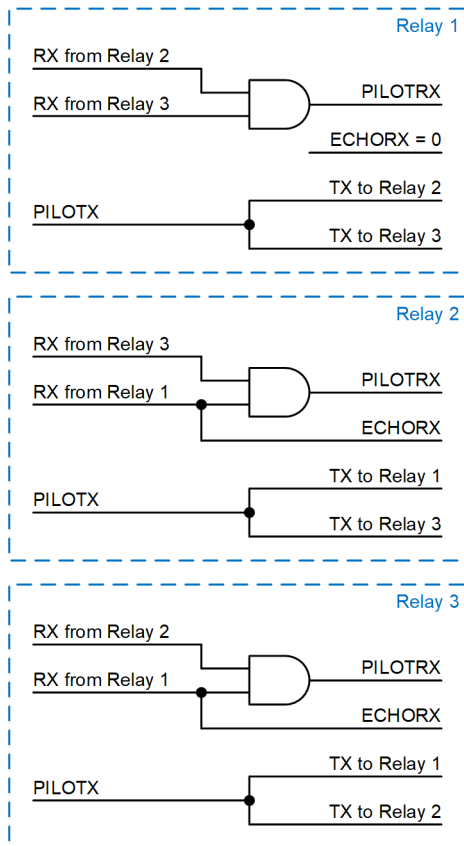 Relay 1
RX from Relay 2
RX from Relay 3
PILOTRX
ECHORX = 0
PILOTX
TX to Relay 2
TX to Relay 3
Relay 2
RX from Relay 3
RX from Relay 1
PILOTRX
ECHORX
PILOTX
TX to Relay 1
TX to Relay 3
Relay 3
RX from Relay 2
RX from Relay 1
PILOTRX
ECHORX
PILOTX
TX to Relay 1
TX to Relay 2